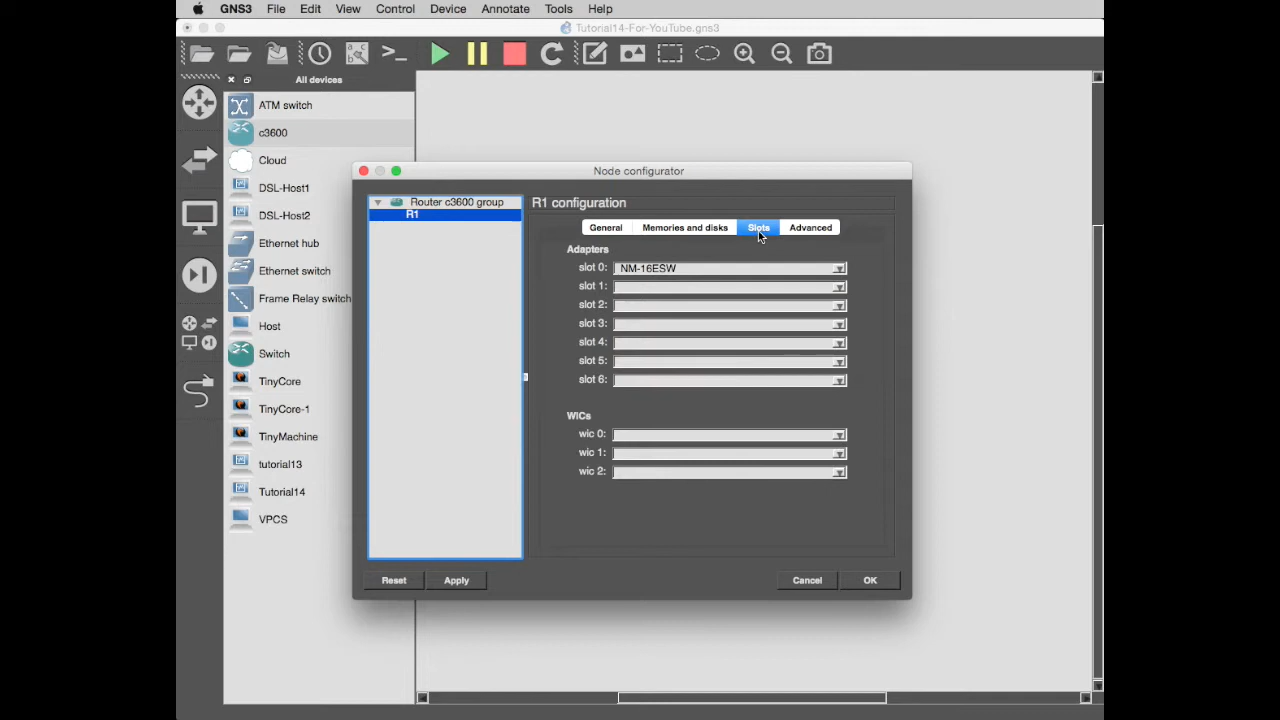 GNS3 File Edit View Control Device Annotate Tools Help
Tutorial14-For-YouTube.gns3
All devices
ATM switch
c3600
Cloud
DSL-Host1
DSL-Host2
Ethernet hub
Ethernet switch
Frame Relay switch
Host
Switch
TinyCore
TinyCore-1
TinyMachine
tutorial13
Tutorial14
VPCS
Node configurator
Router c3600 group
R1
R1 configuration
General Memories and disks Slots Advanced
Adapters
slot 0: NM-16ESW
slot 1:
slot 2:
slot 3:
slot 4:
slot 5:
slot 6:
WICs
wic 0:
wic 1:
wic 2:
Reset Apply Cancel OK